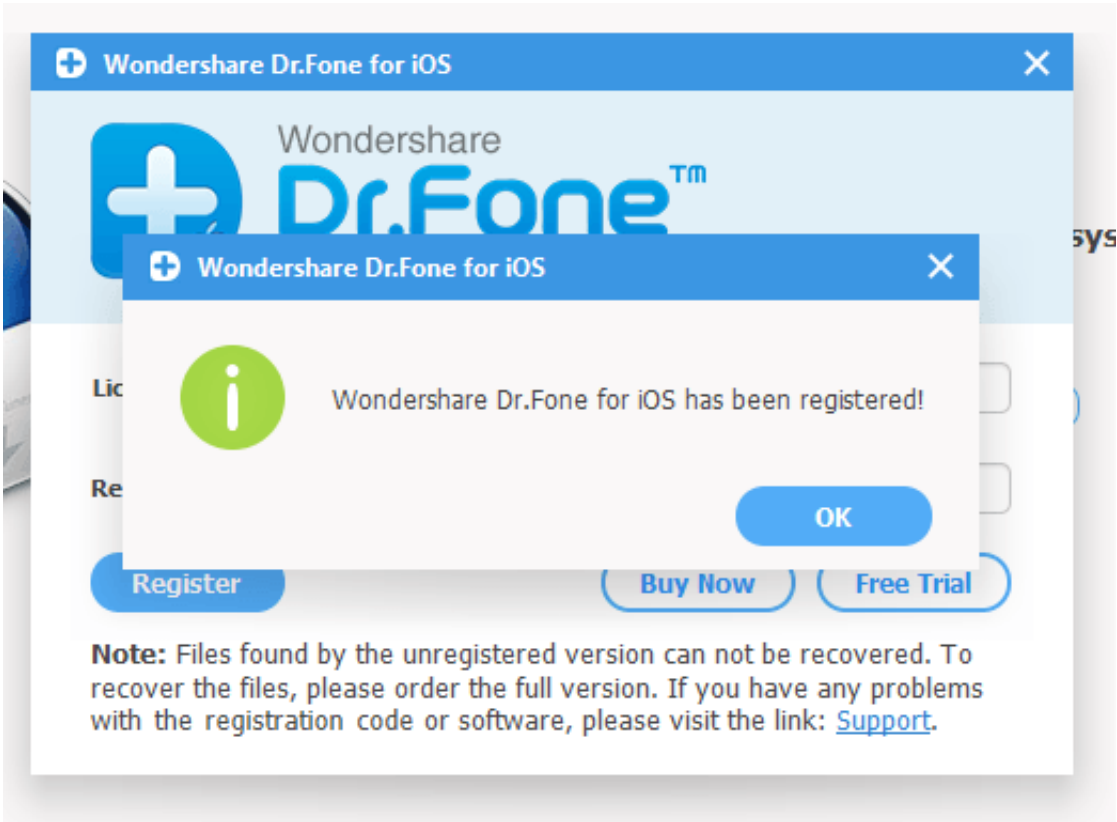 Wondershare Dr.Fone for iOS
Wondershare
Dr.Fone™
sys
Wondershare Dr.Fone for iOS
Wondershare Dr.Fone for iOS has been registered!
Lic
Re
OK
Register
Buy Now
Free Trial
Note: Files found by the unregistered version can not be recovered. To
recover the files, please order the full version. If you have any problems
with the registration code or software, please visit the link: Support.